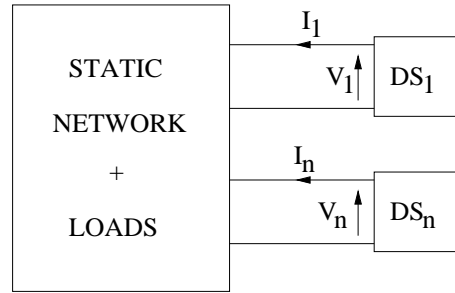 STATIC
NETWORK
+
LOADS
I₁
V₁
DS₁
Iₙ
Vₙ
DSₙ